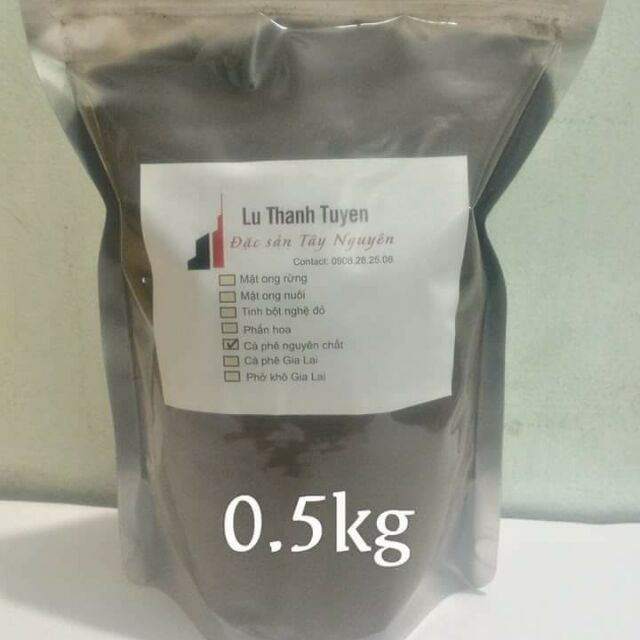 Lu Thanh Tuyen
Đặc sản Tây Nguyên
Contact: 0908.28.25.08
Mật ong rừng
Mật ong nuôi
Tinh bột nghệ đỏ
Phấn hoa
Cà phê nguyên chất
Cà phê Gia Lai
Phở khô Gia Lai
0.5kg